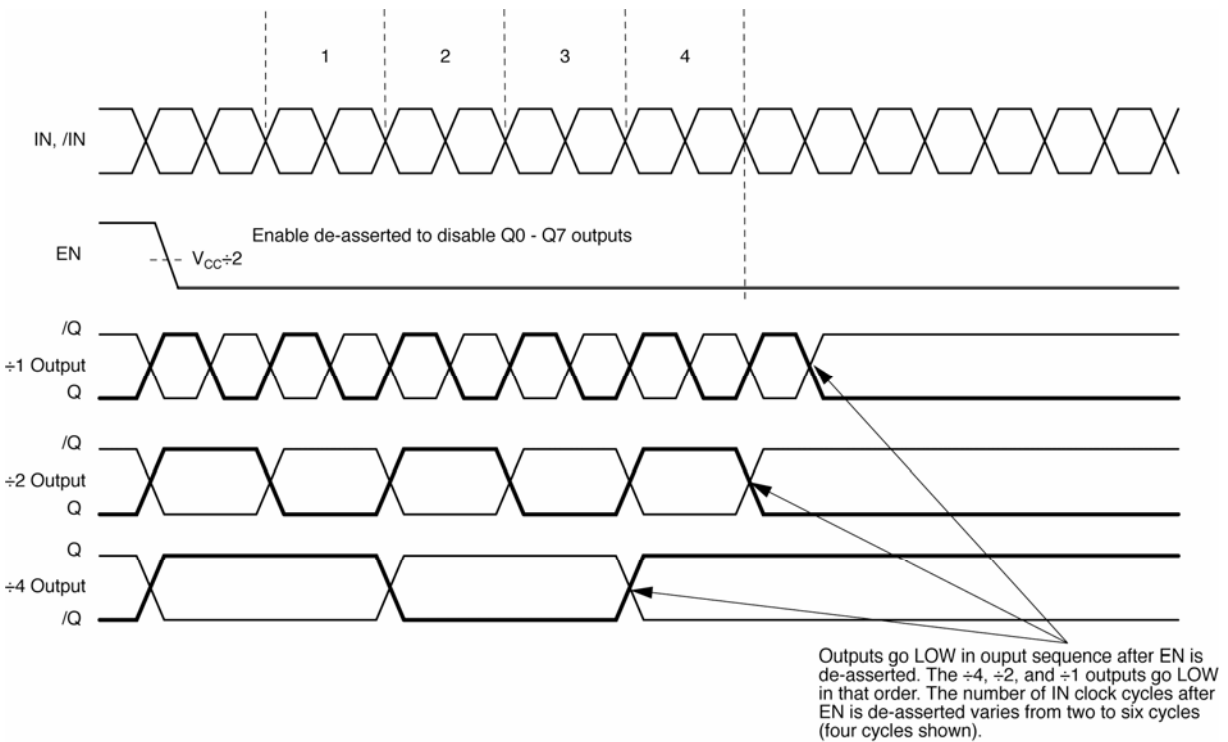 1 2 3 4
IN, /IN
EN
Enable de-asserted to disable Q0 - Q7 outputs
VCC÷2
/Q
÷1 Output
Q
/Q
÷2 Output
Q
Q
÷4 Output
/Q
Outputs go LOW in ouput sequence after EN is
de-asserted. The ÷4, ÷2, and ÷1 outputs go LOW
in that order. The number of IN clock cycles after
EN is de-asserted varies from two to six cycles
(four cycles shown).